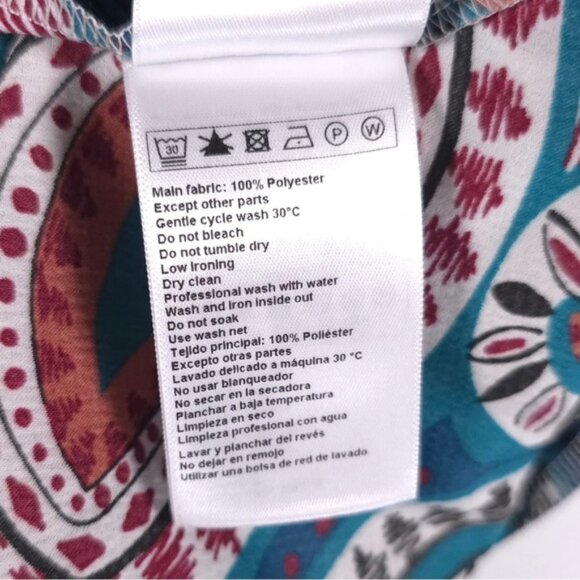 30 P W
Main fabric: 100% Polyester
Except other parts
Gentle cycle wash 30°C
Do not bleach
Do not tumble dry
Low ironing
Dry clean
Professional wash with water
Wash and iron inside out
Do not soak
Use wash net
Tejido principal: 100% Poliéster
Excepto otras partes
Lavado delicado a máquina 30 °C
No usar blanqueador
No secar en la secadora
Planchar a baja temperatura
Limpieza en seco
Limpieza profesional con agua
Lavar y planchar del revés
No dejar en remojo
Utilizar una bolsa de red de lavado